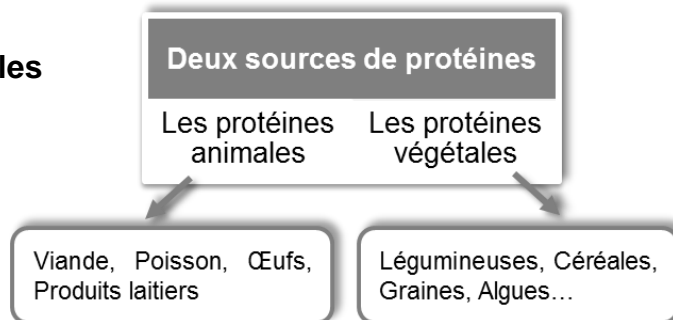 les
Deux sources de protéines
Les protéines animales
Les protéines végétales
Viande, Poisson, Œufs,
Produits laitiers
Légumineuses, Céréales,
Graines, Algues…